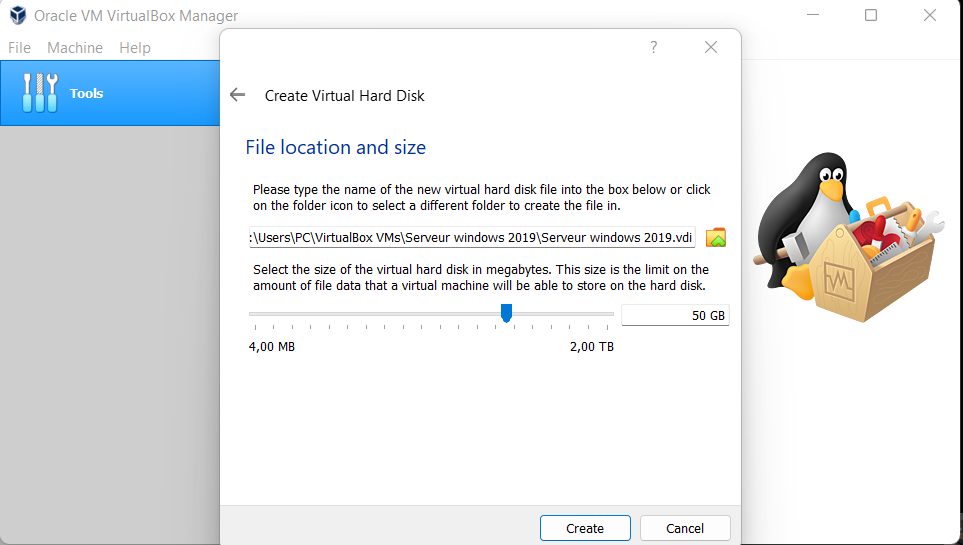 Oracle VM VirtualBox Manager
File Machine Help
?
Tools
Create Virtual Hard Disk
File location and size
Please type the name of the new virtual hard disk file into the box below or click
on the folder icon to select a different folder to create the file in.
:\Users\PC\VirtualBox VMs\Serveur windows 2019\Serveur windows 2019.vdi
Select the size of the virtual hard disk in megabytes. This size is the limit on the
amount of file data that a virtual machine will be able to store on the hard disk.
50 GB
4,00 MB 2,00 TB
Create Cancel